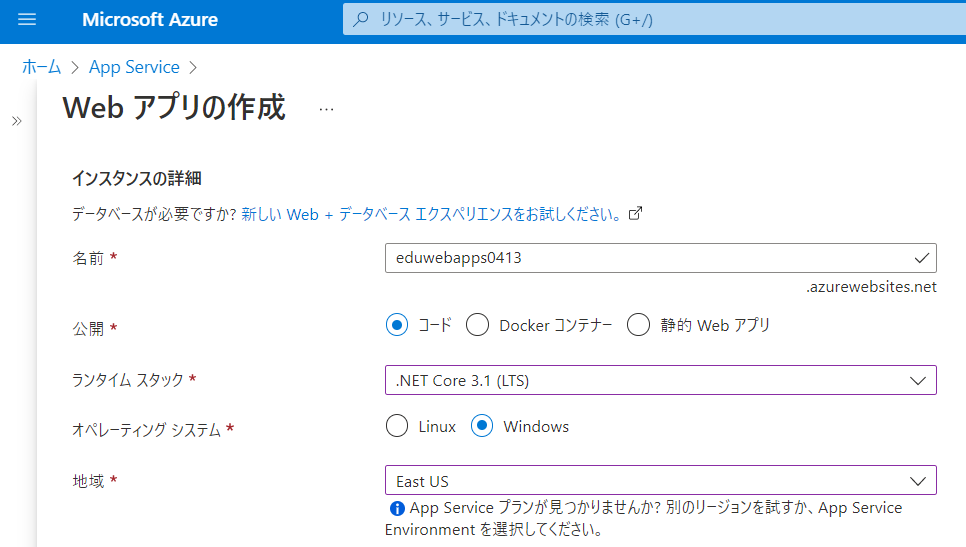 Microsoft Azure
リソース、サービス、ドキュメントの検索 (G+/)
ホーム > App Service >
Web アプリの作成 ...
インスタンスの詳細
データベースが必要ですか? 新しい Web + データベース エクスペリエンスをお試しください。
名前 * eduwebapps0413
.azurewebsites.net
公開 * コード Docker コンテナー 静的 Web アプリ
ランタイム スタック * .NET Core 3.1 (LTS)
オペレーティング システム * Linux Windows
地域 * East US
App Service プランが見つかりませんか? 別のリージョンを試すか、App Service
Environment を選択してください。